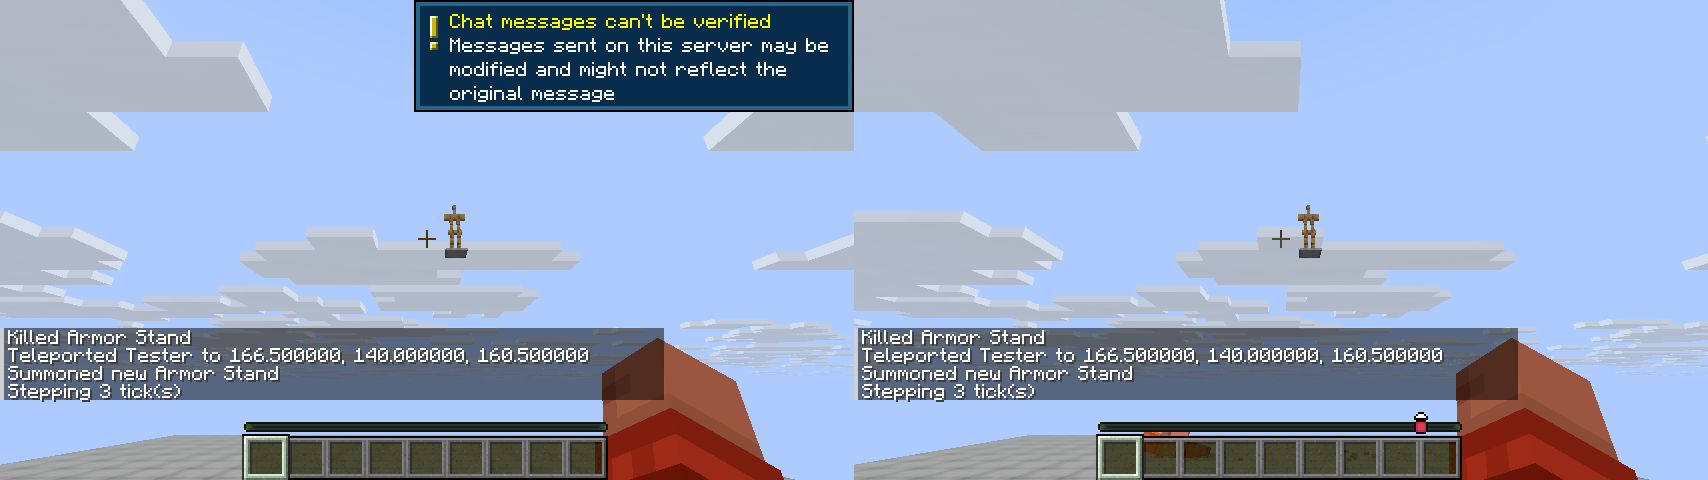 Chat messages can't be verified
Messages sent on this server may be
modified and might not reflect the
original message
Killed Armor Stand
Teleported Tester to 166.500000, 140.000000, 160.500000
Summoned new Armor Stand
Stepping 3 tick(s)
Killed Armor Stand
Teleported Tester to 166.500000, 140.000000, 160.500000
Summoned new Armor Stand
Stepping 3 tick(s)